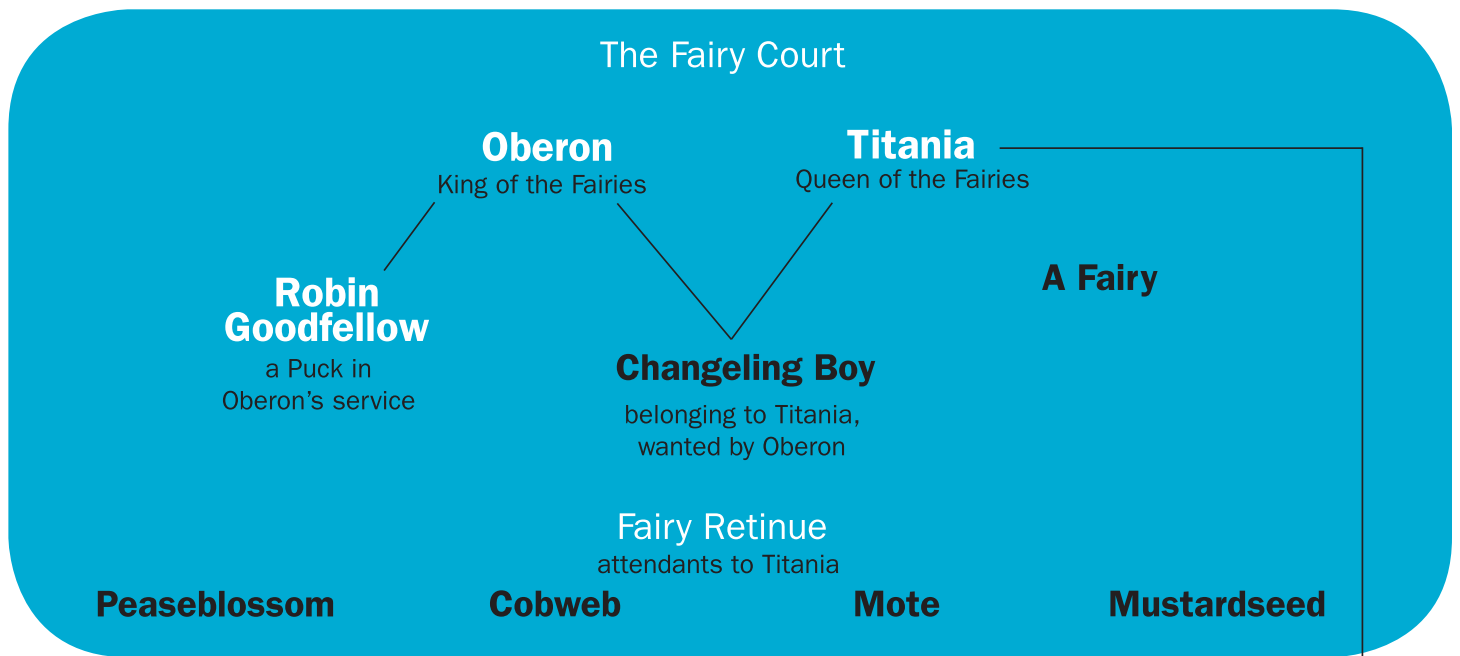 The Fairy Court
Oberon
King of the Fairies
Titania
Queen of the Fairies
Robin
Goodfellow
a Puck in
Oberon’s service
A Fairy
Changeling Boy
belonging to Titania,
wanted by Oberon
Fairy Retinue
attendants to Titania
Peaseblossom
Cobweb
Mote
Mustardseed